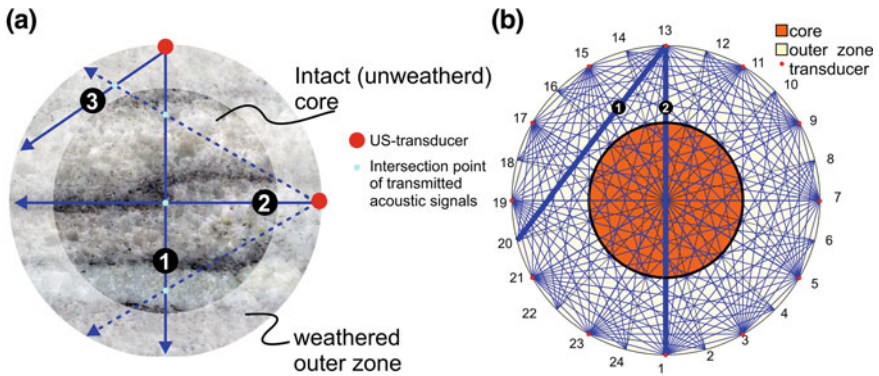 (a)
3
2
1
Intact (unweatherd)
core
US-transducer
Intersection point
of transmitted
acoustic signals
weathered
outer zone
(b)
core
outer zone
transducer
13
14
12
15
11
16
10
1
2
17
9
18
8
19
7
20
6
21
5
22
4
23
3
24
2
1